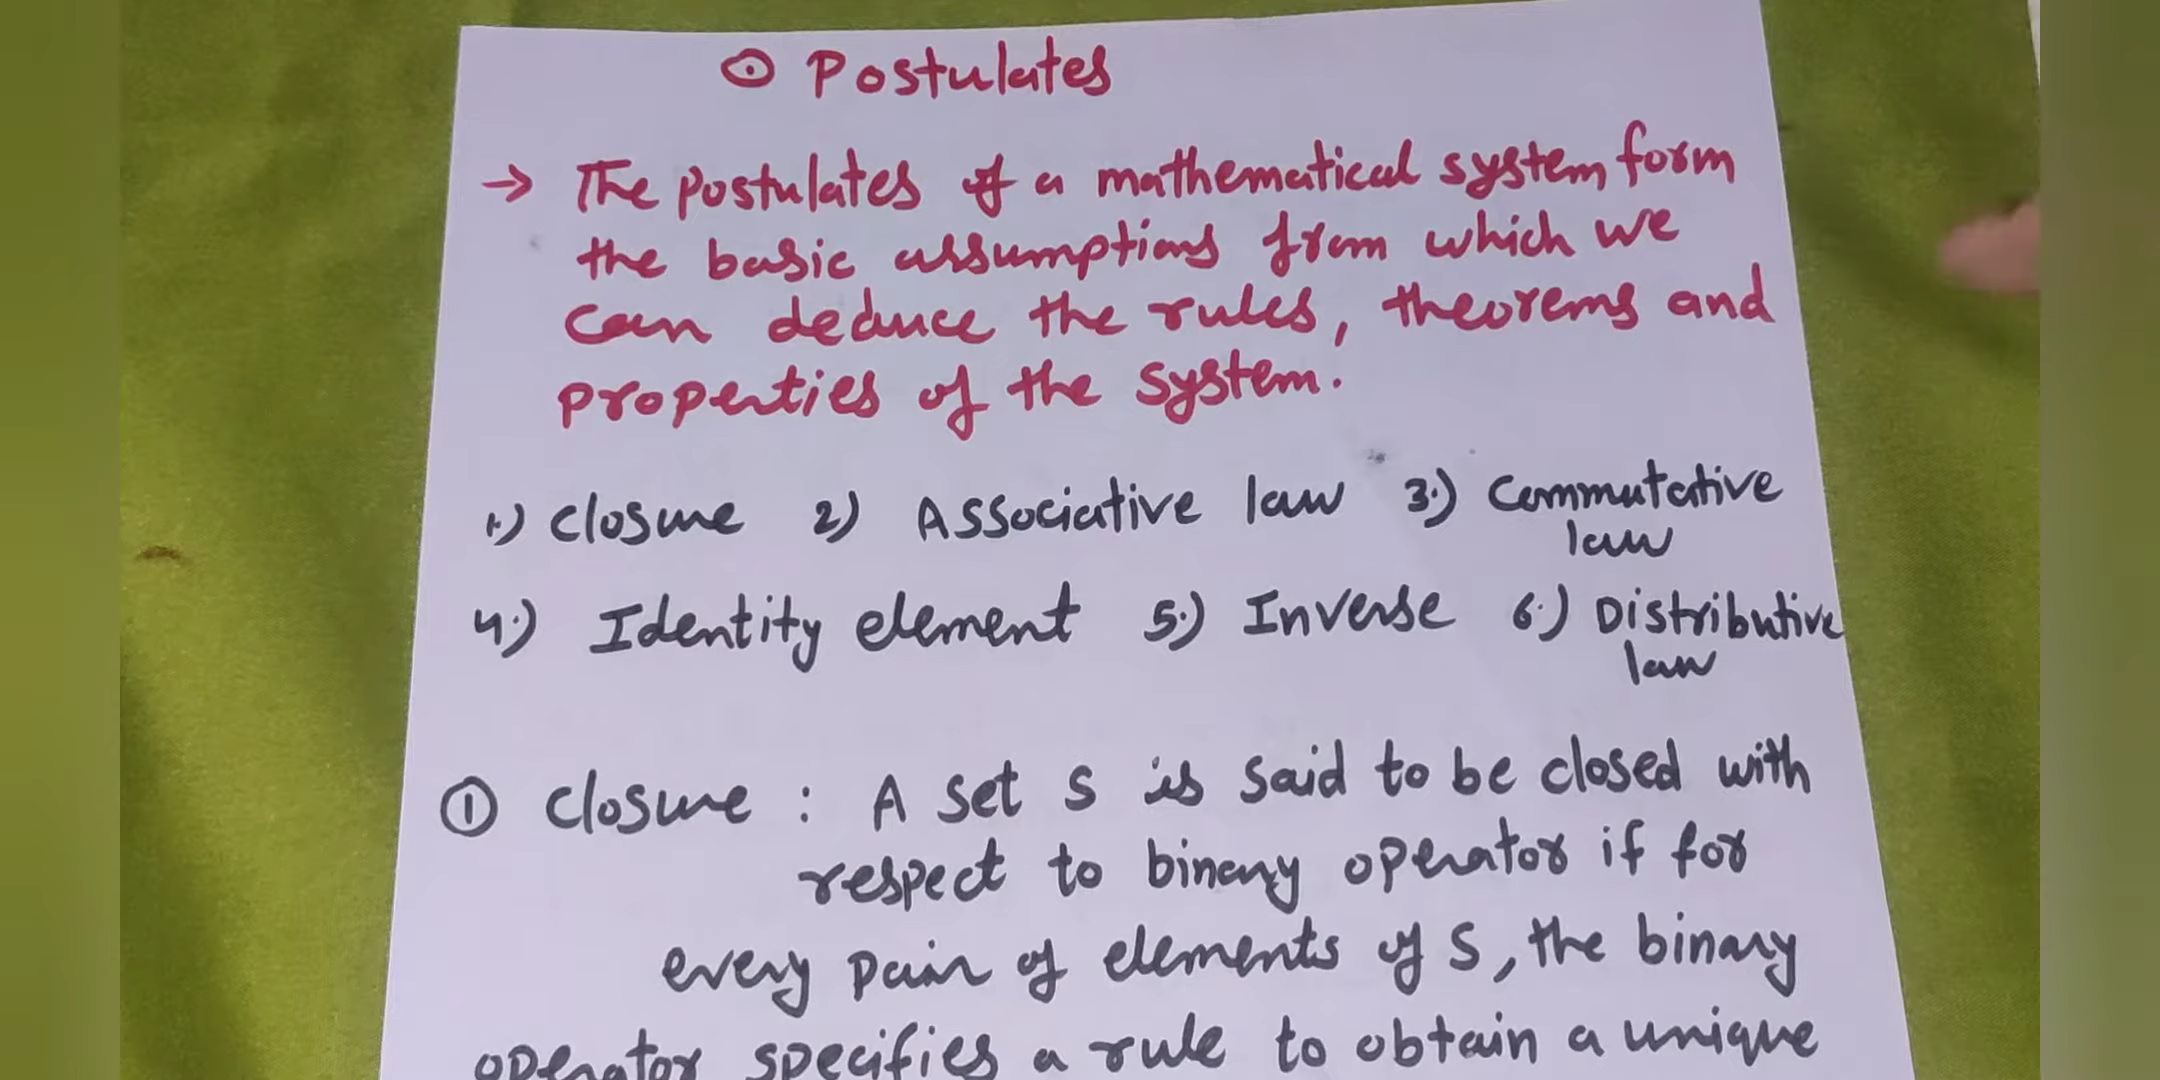 ⊙ Postulates
→ The postulates of a mathematical system form
the basic assumptions from which we
can deduce the rules, theorems and
properties of the system.
1.) Closure 2) Associative law 3.) Commutative
law
4.) Identity element 5.) Inverse 6.) Distributive
law
① Closure : A set S is said to be closed with
respect to binary operator if for
every pair of elements of S, the binary
operator specifies a rule to obtain a unique